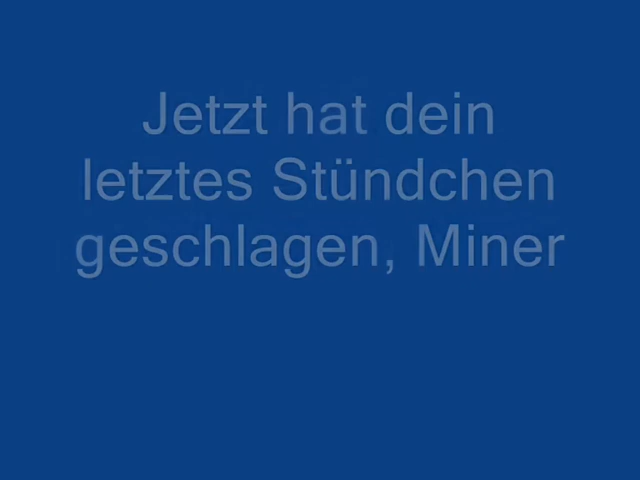 Jetzt hat dein
letztes Stündchen
geschlagen, Miner